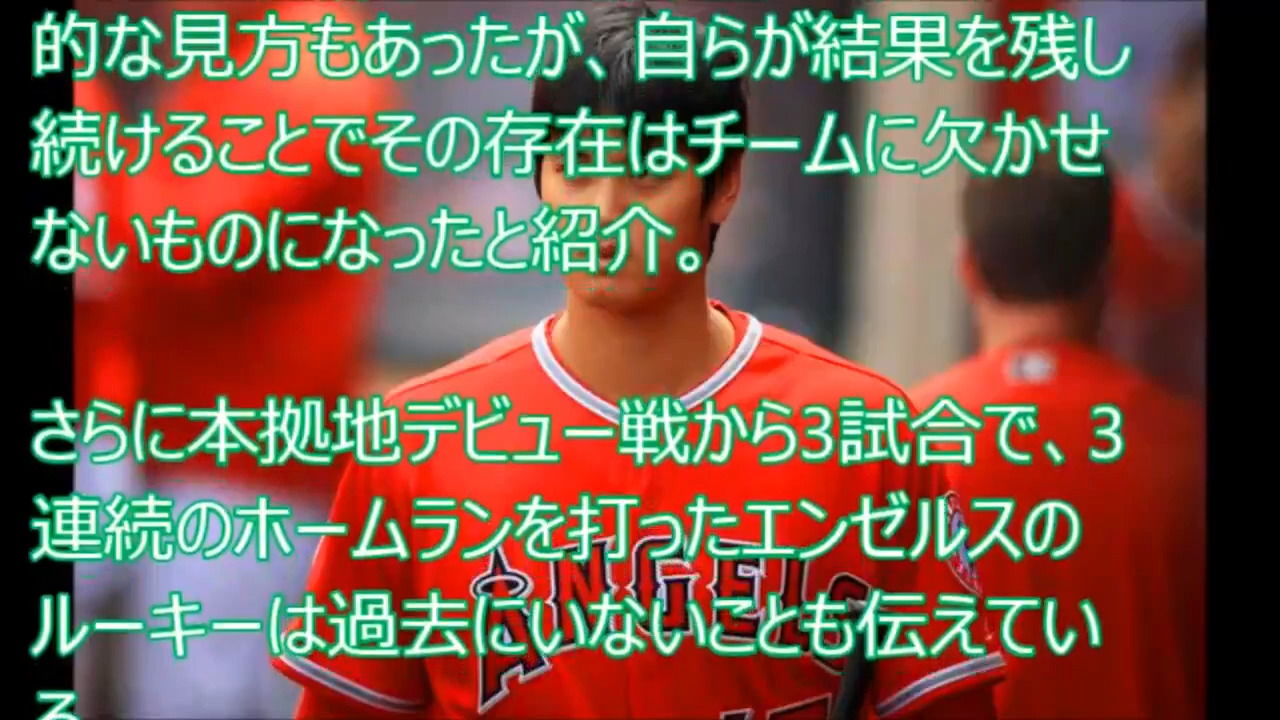 的な見方もあったが、自らが結果を残し
続けることでその存在はチームに欠かせ
ないものになったと紹介。
さらに本拠地デビュー戦から3試合で、3
連続のホームランを打ったエンゼルスの
ルーキーは過去にいないことも伝えてい
る
ANGELS